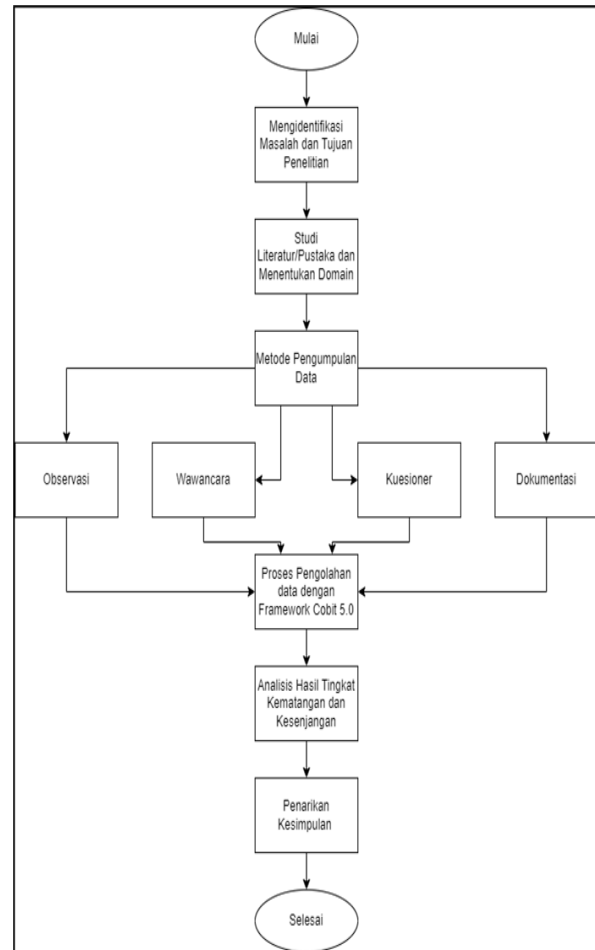 Mulai
Mengidentifikasi
Masalah dan Tujuan
Penelitian
Studi
Literatur/Pustaka dan
Menentukan Domain
Metode Pengumpulan
Data
Observasi
Wawancara
Kuesioner
Dokumentasi
Proses Pengolahan
data dengan
Framework Cobit 5.0
Analisis Hasil Tingkat
Kematangan dan
Kesenjangan
Penarikan
Kesimpulan
Selesai